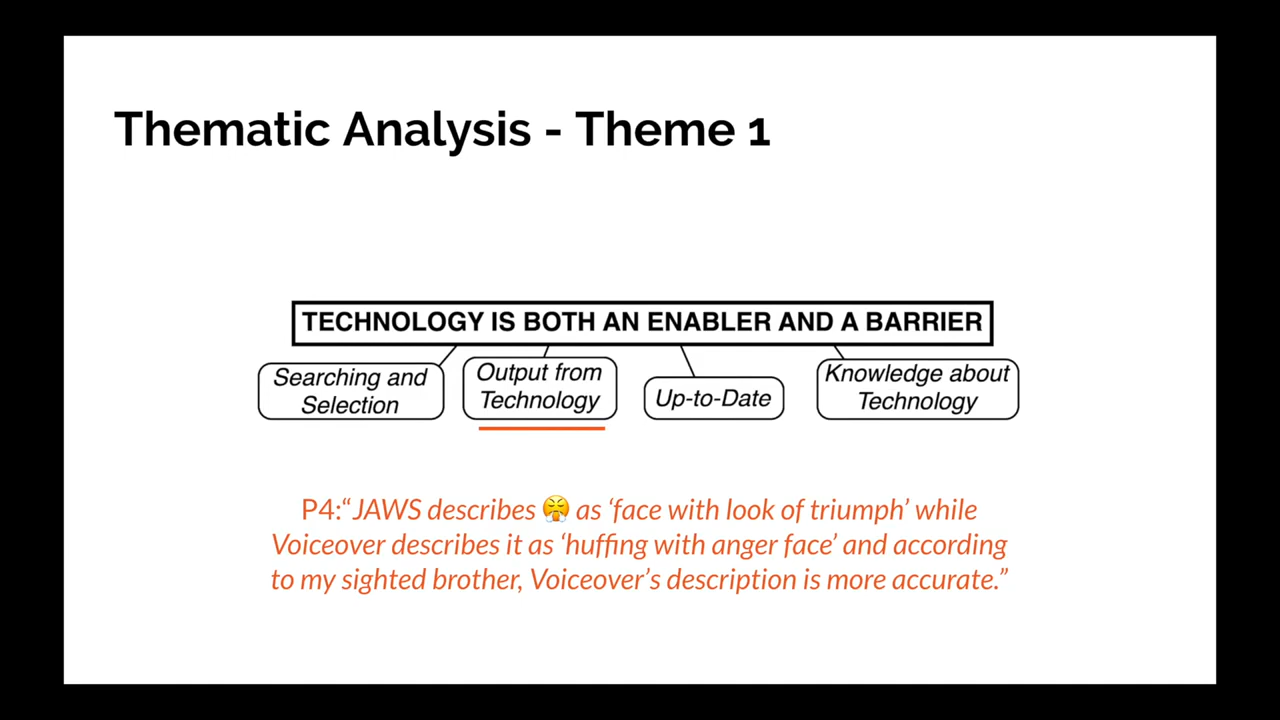 Thematic Analysis - Theme 1
TECHNOLOGY IS BOTH AN ENABLER AND A BARRIER
Searching and
Selection
Output from
Technology
Up-to-Date
Knowledge about
Technology
P4:“JAWS describes 😤 as ‘face with look of triumph’ while
Voiceover describes it as ‘huffing with anger face’ and according
to my sighted brother, Voiceover’s description is more accurate.”